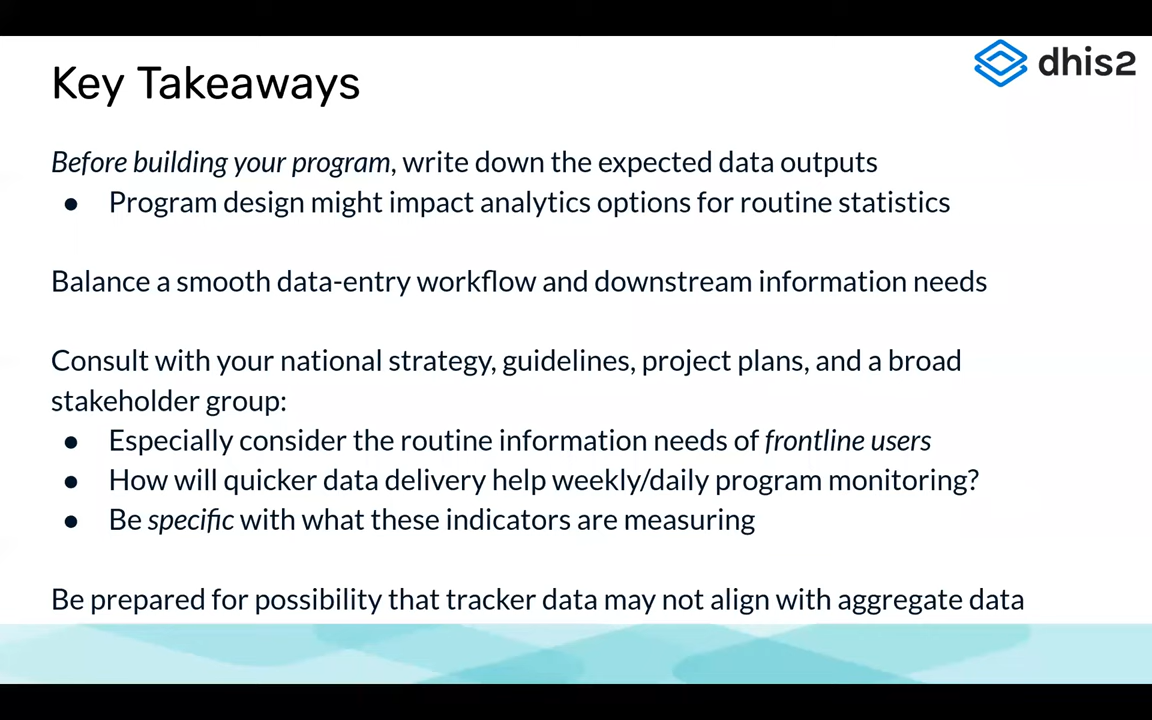 dhis2
Key Takeaways
Before building your program, write down the expected data outputs
● Program design might impact analytics options for routine statistics
Balance a smooth data-entry workflow and downstream information needs
Consult with your national strategy, guidelines, project plans, and a broad
stakeholder group:
● Especially consider the routine information needs of frontline users
● How will quicker data delivery help weekly/daily program monitoring?
● Be specific with what these indicators are measuring
Be prepared for possibility that tracker data may not align with aggregate data